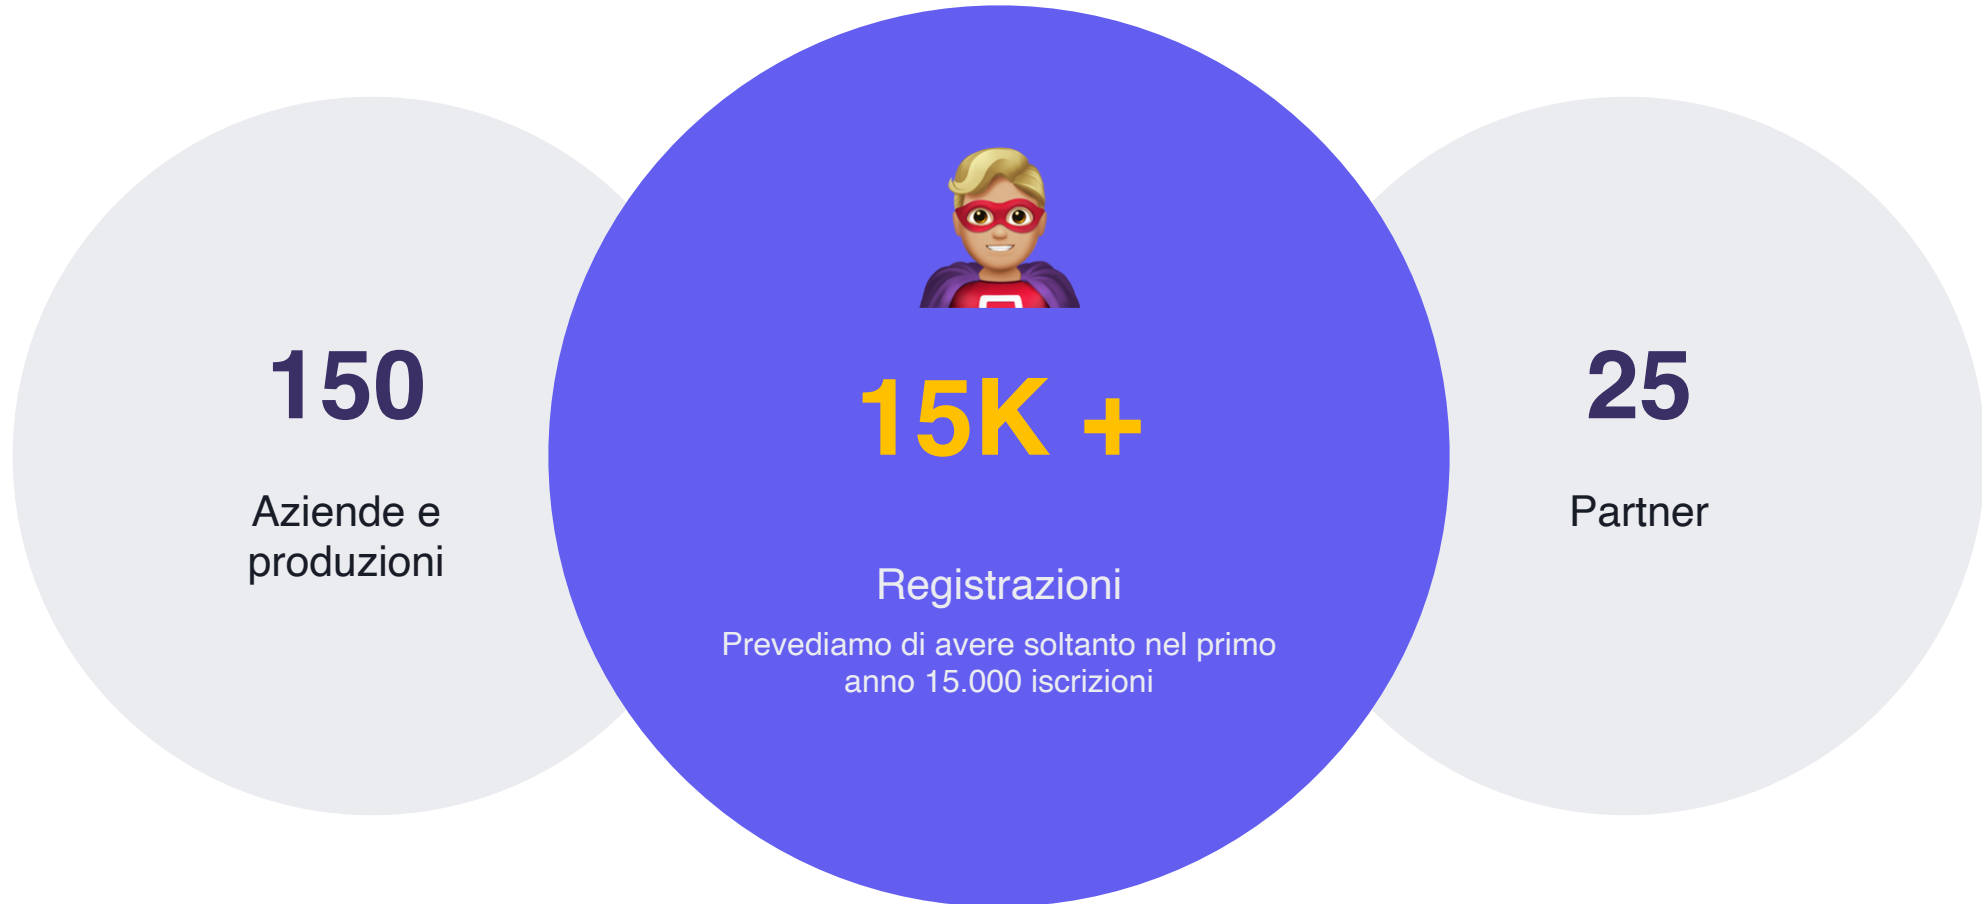 150
Aziende e
produzioni
15K +
Registrazioni
Prevediamo di avere soltanto nel primo
anno 15.000 iscrizioni
25
Partner